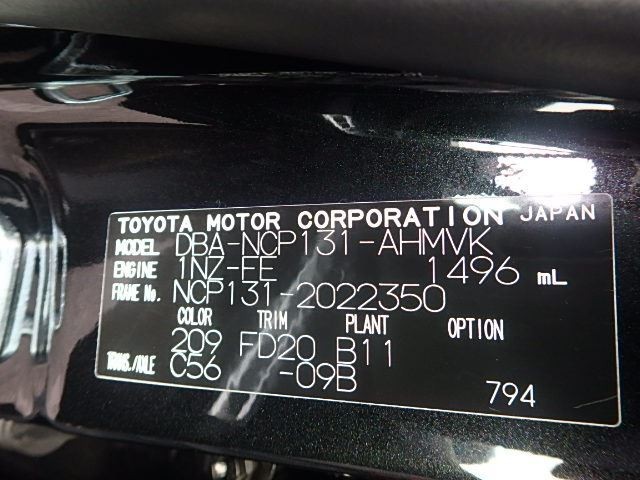 TOYOTA MOTOR CORPORATION JAPAN
MODEL DBA-NCP131-AHMVK
ENGINE 1NZ-FE 1496 mL
FRAME No. NCP131-2022350
COLOR TRIM PLANT OPTION
209 FD20 B11
TRANS./AXLE C56 -09B
794